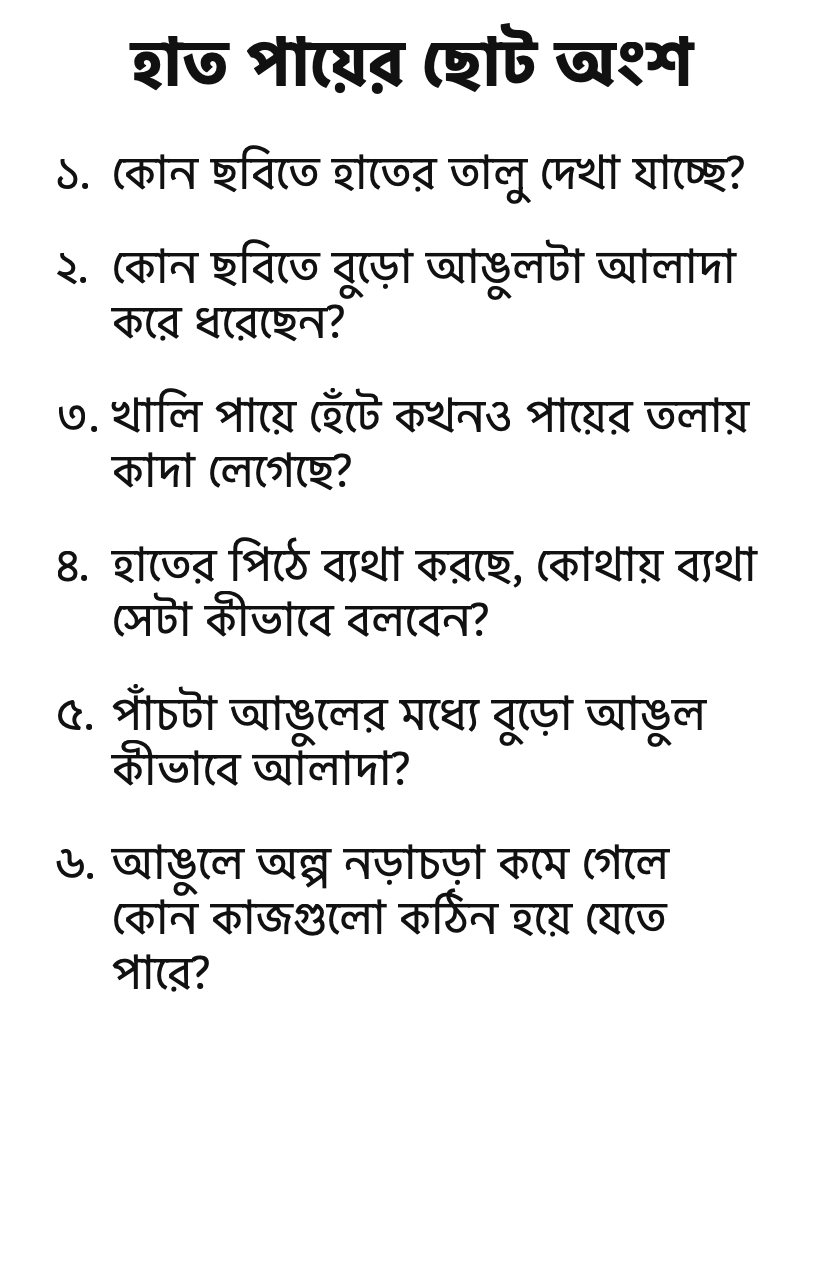 হাত পায়ের ছোট অংশ
১. কোন ছবিতে হাতের তালু দেখা যাচ্ছে?
২. কোন ছবিতে বুড়ো আঙুলটা আলাদা
করে ধরেছেন?
৩. খালি পায়ে হেঁটে কখনও পায়ের তলায়
কাদা লেগেছে?
৪. হাতের পিঠে ব্যথা করছে, কোথায় ব্যথা
সেটা কীভাবে বলবেন?
৫. পাঁচটা আঙুলের মধ্যে বুড়ো আঙুল
কীভাবে আলাদা?
৬. আঙুলে অল্প নড়াচড়া কমে গেলে
কোন কাজগুলো কঠিন হয়ে যেতে
পারে?